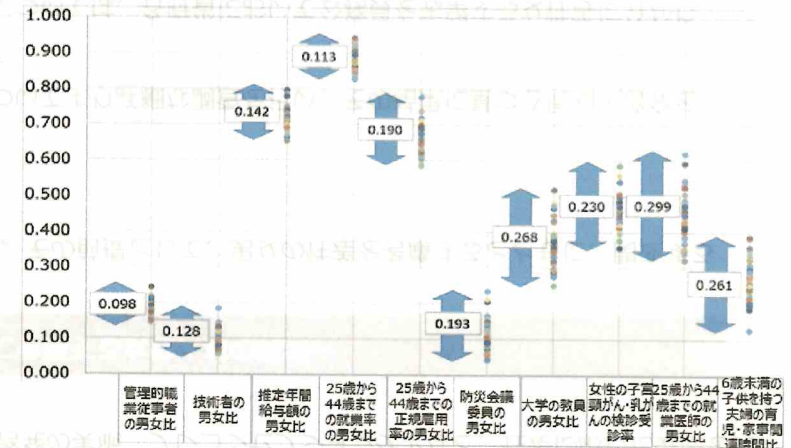 1.000
0.900
0.800
0.700
0.600
0.500
0.400
0.300
0.200
0.100
0.000
0.098
0.128
0.142
0.113
0.190
0.193
0.268
0.230
0.299
0.261
管理的職
業従事者
の男女比
技術者の
男女比
推定年間
給与額の
男女比
25歳から
44歳まで
の就業率
の男女比
25歳から
44歳まで
の正規雇用
率の男女比
防災会議
委員の
男女比
大学の教員
の男女比
女性の子宮
頸がん・乳が
んの検診受
診率
25歳から44
歳までの就
業医師の
男女比
6歳未満の
子供を持つ
夫婦の育
児・家事関
連時間比